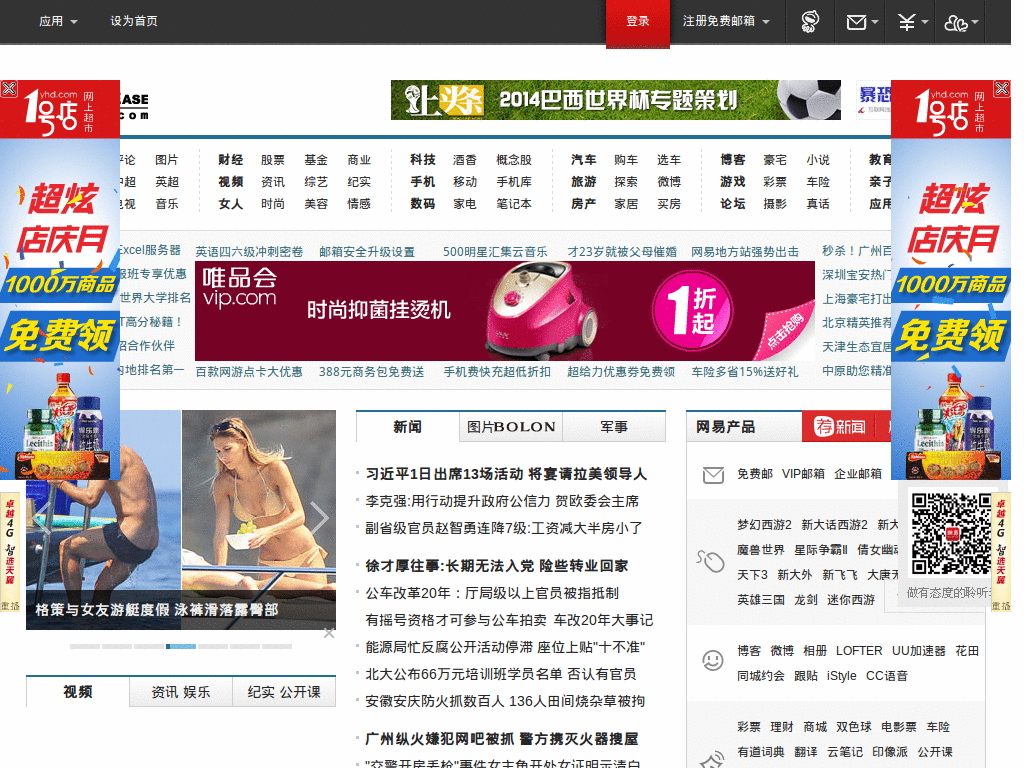 应用 设为首页 登录 注册免费邮箱
EASE
com
止 2014巴西世界杯专题策划 暴恐
1号店 yhd.com 网上超市
超炫
店庆月
1000万商品
免费领
Lecithin
1号店 yhd.com 网上超市
超炫
店庆月
1000万商品
免费领
Lecithin
评论 图片 财经 股票 基金 商业 科技 酒香 概念股 汽车 购车 选车 博客 豪宅 小说 教育
中超 英超 视频 资讯 综艺 纪实 手机 移动 手机库 旅游 探索 微博 游戏 彩票 车险 亲子
电视 音乐 女人 时尚 美容 情感 数码 家电 笔记本 房产 家居 买房 论坛 摄影 真话 应用
Excel服务器 英语四六级冲刺密卷 邮箱安全升级设置 500明星汇集云音乐 才23岁就被父母催婚 网易地方站强势出击 秒杀！广州百
报班专享优惠 深圳宝安热门
世界大学排名 上海豪宅打出
T高分秘籍！ 北京精英推荐
招合作伙伴 天津生态宜居
内地排名第一 中原助您精准
唯品会
vip.com
时尚抑菌挂烫机
1折起
点击抢购
百款网游点卡大优惠 388元商务包免费送 手机费快充超低折扣 超给力优惠劵免费领 车险多省15%送好礼
格策与女友游艇度假 泳裤滑落露臀部
视频 资讯 娱乐 纪实 公开课
新闻 图片BOLON 军事
习近平1日出席13场活动 将宴请拉美领导人
李克强:用行动提升政府公信力 贺欧委会主席
副省级官员赵智勇连降7级:工资减大半房小了
徐才厚往事:长期无法入党 险些转业回家
公车改革20年：厅局级以上官员被指抵制
有摇号资格才可参与公车拍卖 车改20年大事记
能源局忙反腐公开活动停滞 座位上贴"十不准"
北大公布66万元培训班学员名单 否认有官员
安徽安庆防火抓数百人 136人田间烧杂草被拘
广州纵火嫌犯网吧被抓 警方携灭火器搜屋
"交警开房丢枪"事件女主角开处女证明示清白
网易产品 荐新闻
免费邮 VIP邮箱 企业邮箱
梦幻西游2 新大话西游2 新大
魔兽世界 星际争霸Ⅱ 倩女幽魂
天下3 新大外 新飞飞 大唐无
英雄三国 龙剑 迷你西游
做有态度的聆听
博客 微博 相册 LOFTER UU加速器 花田
同城约会 跟贴 iStyle CC语音
彩票 理财 商城 双色球 电影票 车险
有道词典 翻译 云笔记 印像派 公开课
卓越4G 智选天翼
重播
卓越4G 智选天翼
重播